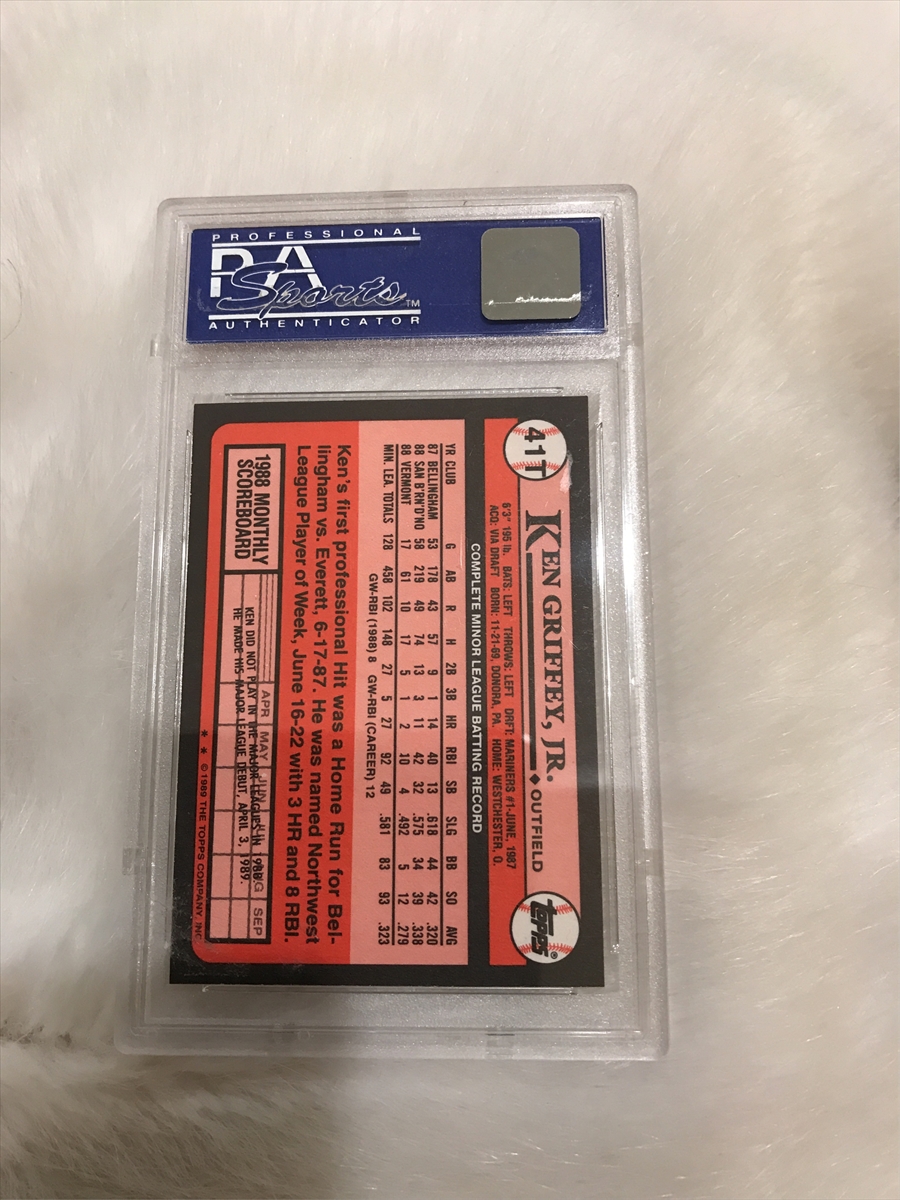 PROFESSIONAL
PSA
Sports™
AUTHENTICATOR
41T
KEN GRIFFEY, JR. ♦ OUTFIELD
topps®
6'3" 195 lb. BATS: LEFT THROWS: LEFT DRFT: MARINERS #1-JUNE, 1987
ACQ: VIA DRAFT BORN: 11-21-69, DONORA, PA. HOME: WESTCHESTER, O.
COMPLETE MINOR LEAGUE BATTING RECORD
YR CLUB G AB R H 2B 3B HR RBI SB SLG BB SO AVG
87 BELLINGHAM 53 178 43 57 9 1 14 40 13 .618 44 42 .320
88 SAN B'RN'D'NO 58 219 49 74 13 3 11 42 32 .575 34 39 .338
88 VERMONT 17 61 10 17 5 1 2 10 4 .492 5 12 .279
MIN. LEA. TOTALS 128 458 102 148 27 5 27 92 49 .581 83 93 .323
GW-RBI (1988) 8 GW-RBI (CAREER) 12
Ken's first professional Hit was a Home Run for Bel-
lingham vs. Everett, 6-17-87. He was named Northwest
League Player of Week, June 16-22 with 3 HR and 8 RBI.
1988 MONTHLY
SCOREBOARD
APR MAY JUN JUL AUG SEP
KEN DID NOT PLAY IN THE MAJOR LEAGUES IN 1988.
HE MADE HIS MAJOR LEAGUE DEBUT, APRIL 3, 1989.
* * © 1989 THE TOPPS COMPANY, INC.